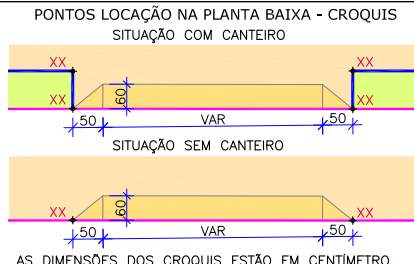 PONTOS LOCAÇÃO NA PLANTA BAIXA - CROQUIS
SITUAÇÃO COM CANTEIRO
XX XX
XX 60 XX
50 VAR 50
SITUAÇÃO SEM CANTEIRO
XX 60 XX
50 VAR 50
AS DIMENSÕES DOS CROQUIS ESTÃO EM CENTÍMETRO.